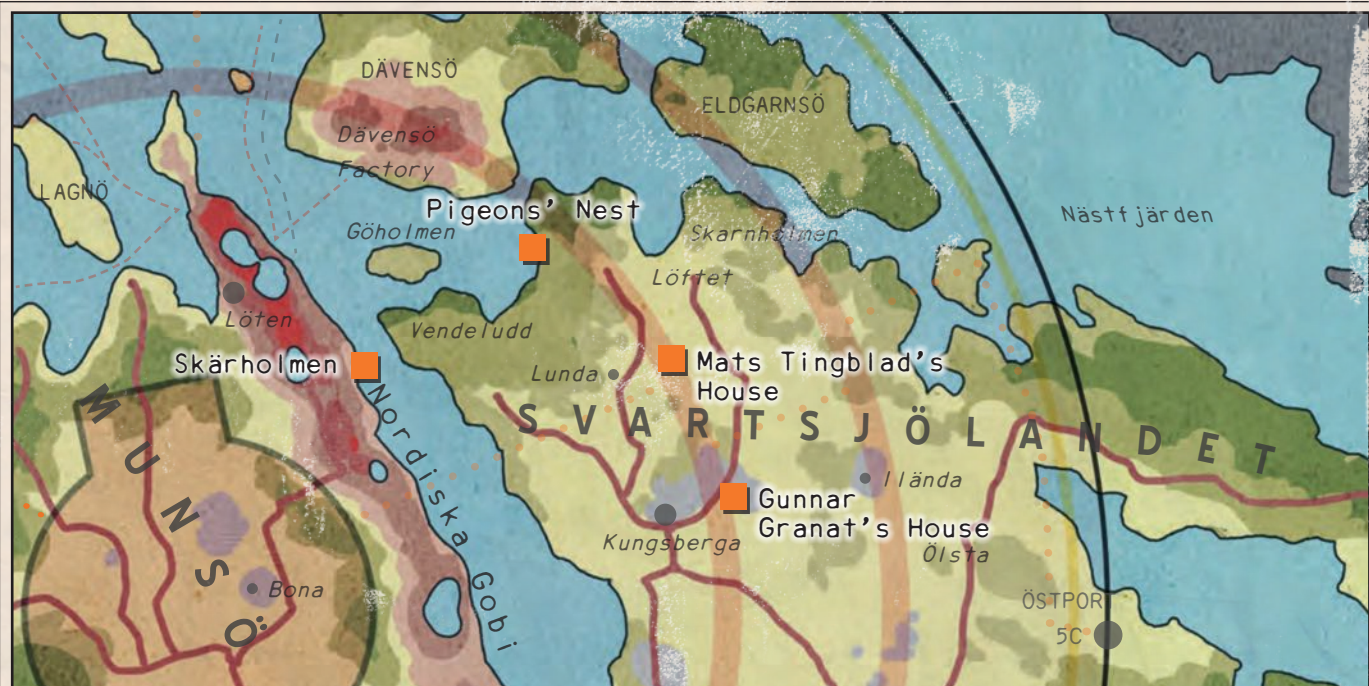 DÄVENSÖ
ELDGARNSÖ
Dävensö
Factory
LAGNÖ
Pigeons' Nest
Göholmen
Skarnholmen
Nästfjärden
Löftet
Löten
Vendeludd
Skärholmen
Lunda
Mats Tingblad's
House
MUNSÖ
Nordiska Gobi
SVARTSJÖLANDET
Illända
Gunnar
Granat's House
Kungsberga
Ölsta
Bona
ÖSTPORT
5C